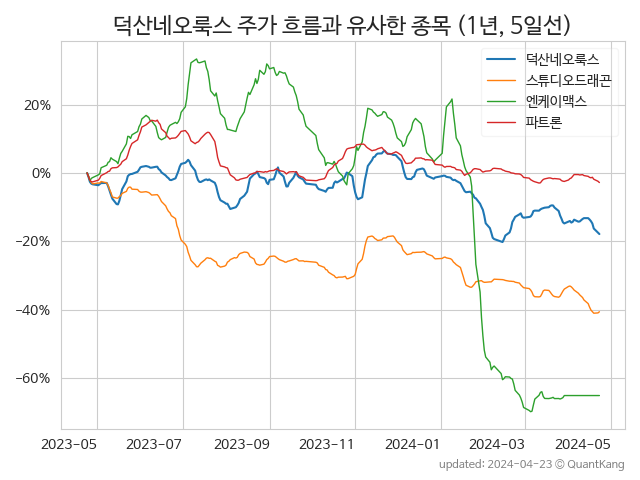 덕산네오룩스 주가 흐름과 유사한 종목 (1년, 5일선)
덕산네오룩스
스튜디오드래곤
엔케이맥스
파트론
20%
0%
−20%
−40%
−60%
2023-05 2023-07 2023-09 2023-11 2024-01 2024-03 2024-05
updated: 2024-04-23 © QuantKang